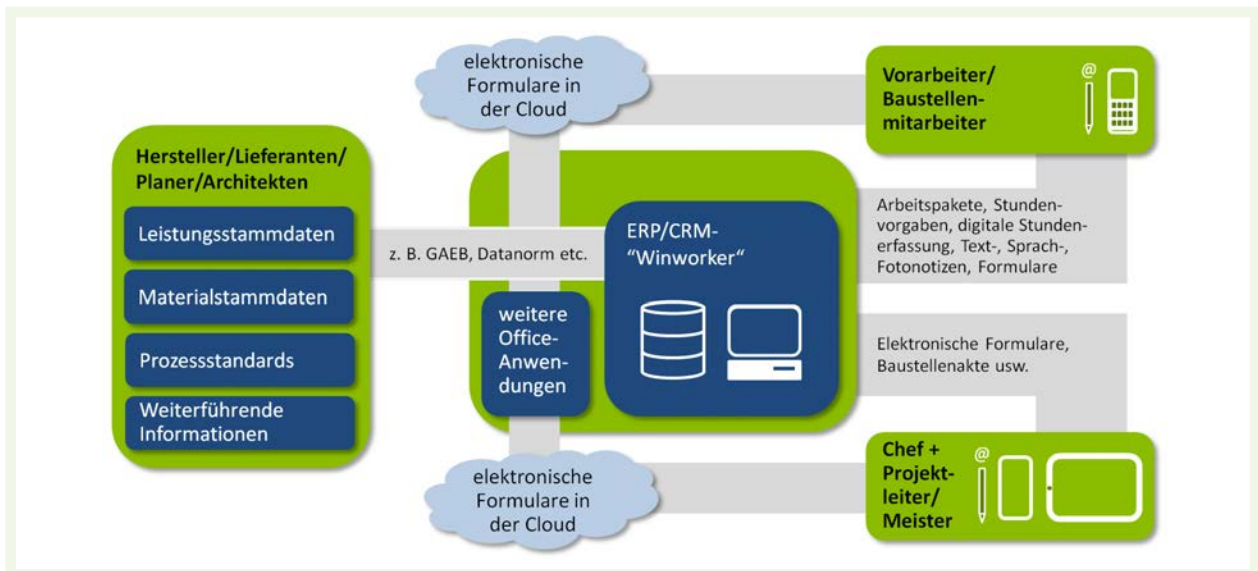 elektronische
Formulare in
der Cloud
Vorarbeiter/
Baustellen-
mitarbeiter
@
Hersteller/Lieferanten/
Planer/Architekten
Leistungsstammdaten
Materialstammdaten
Prozessstandards
Weiterführende
Informationen
z. B. GAEB, Datanorm etc.
ERP/CRM-
“Winworker“
weitere
Office-
Anwen-
dungen
Arbeitspakete, Stunden-
vorgaben, digitale Stunden-
erfassung, Text-, Sprach-,
Fotonotizen, Formulare
Elektronische Formulare,
Baustellenakte usw.
elektronische
Formulare in
der Cloud
Chef +
Projekt-
leiter/
Meister
@